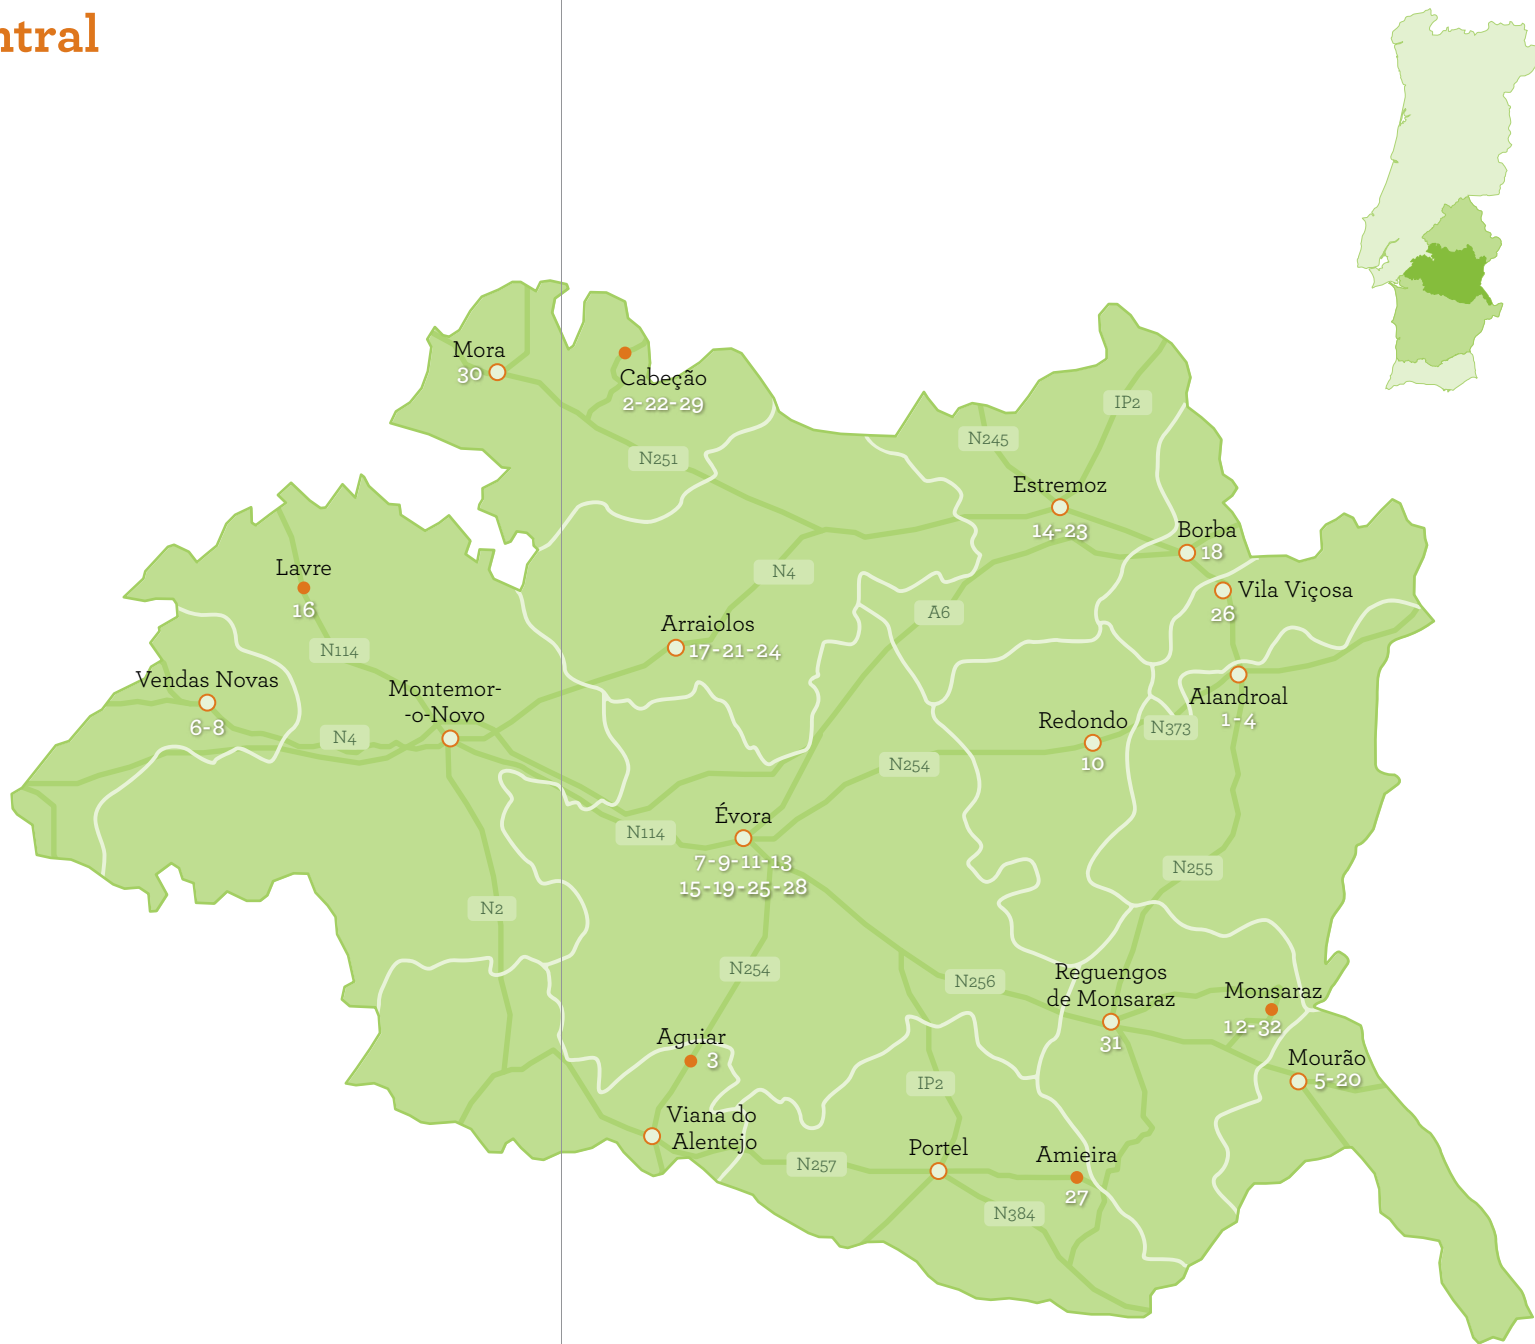 ntral
Mora
30
Cabeção
2-22-29
N251
N245
IP2
Estremoz
14-23
Borba
18
Vila Viçosa
26
Lavre
16
N114
N4
A6
Arraiolos
17-21-24
Vendas Novas
6-8
Montemor-
-o-Novo
N4
Alandroal
1-4
Redondo
10
N373
N254
Évora
7-9-11-13
15-19-25-28
N114
N255
N2
N254
N256
Reguengos
de Monsaraz
31
Monsaraz
12-32
Aguiar
3
Mourão
5-20
IP2
Viana do
Alentejo
N257
Portel
Amieira
27
N384